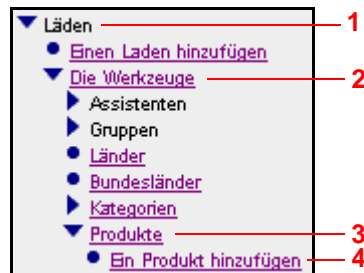 Läden 1
Einen Laden hinzufügen
Die Werkzeuge 2
Assistenten
Gruppen
Länder
Bundesländer
Kategorien
Produkte 3
Ein Produkt hinzufügen 4